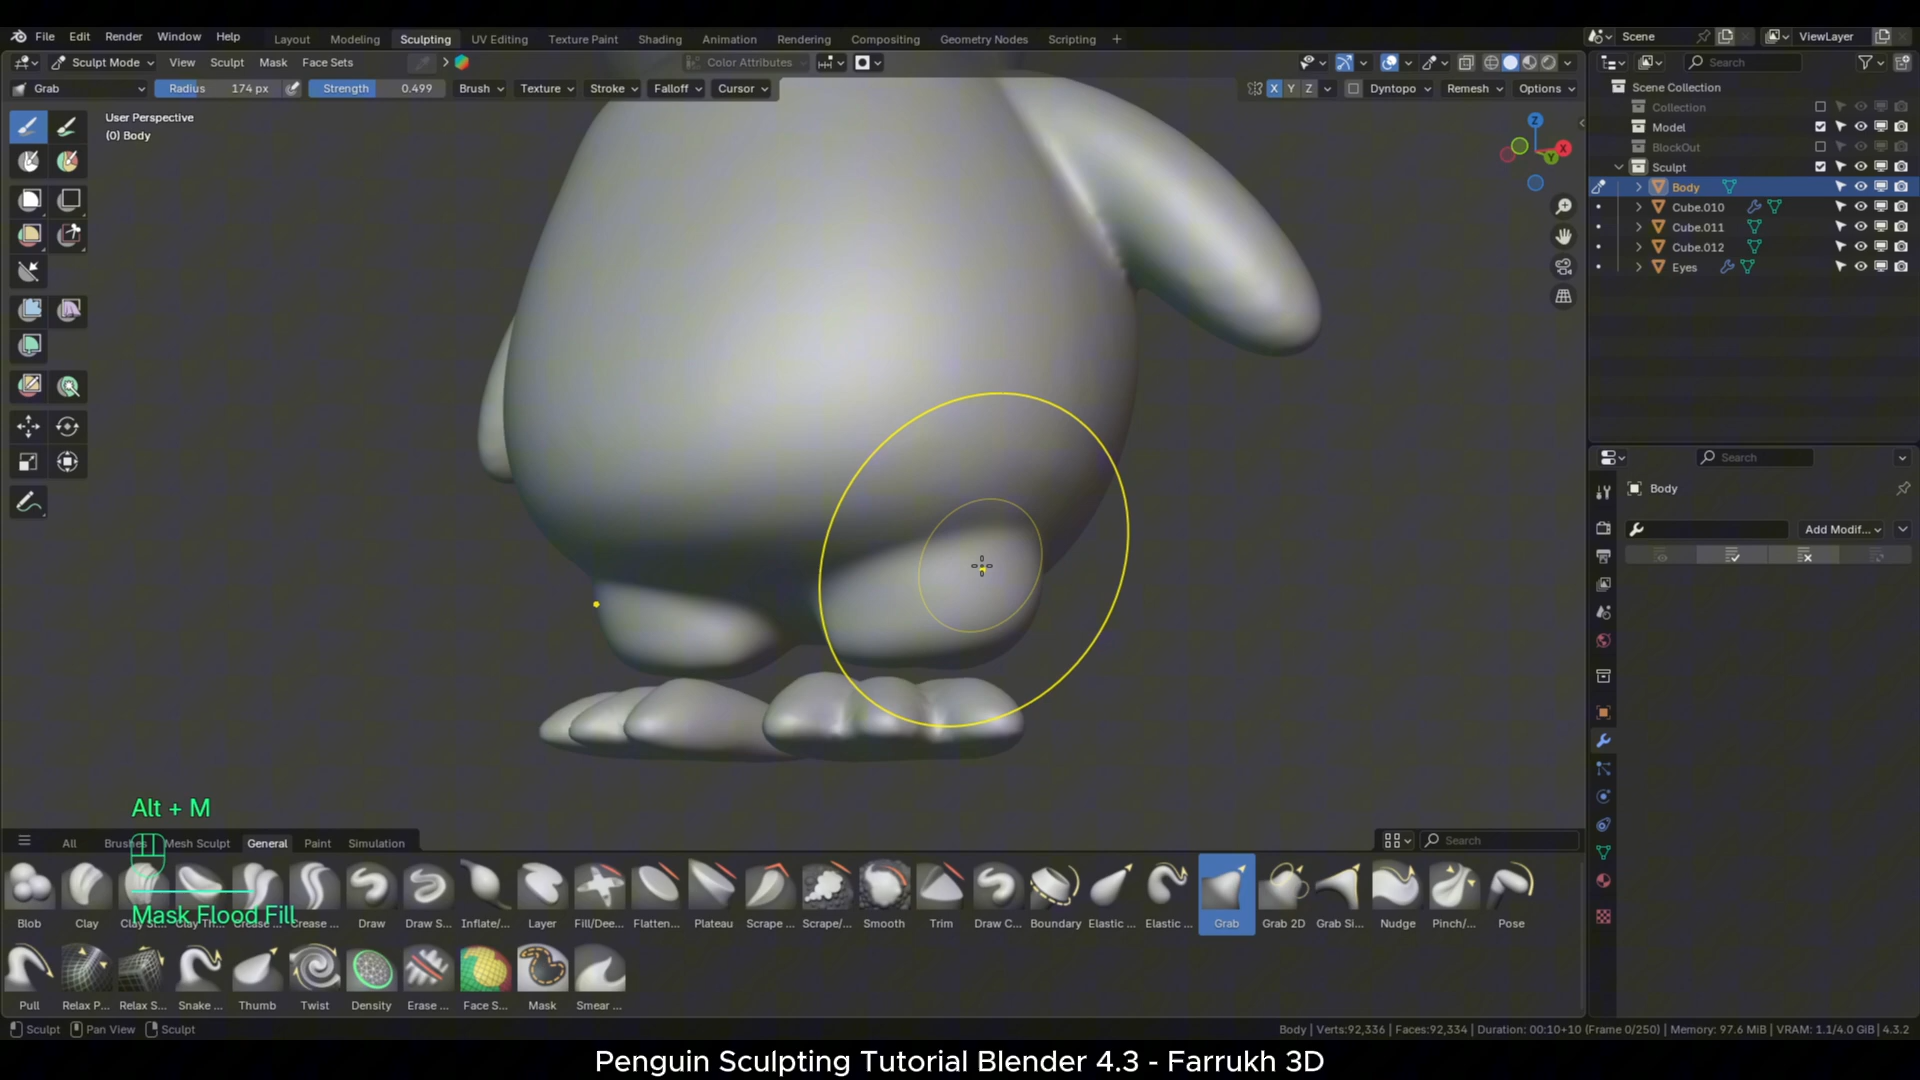 File Edit Render Window Help Layout Modeling Sculpting UV Editing Texture Paint Shading Animation Rendering Compositing Geometry Nodes Scripting + Scene ViewLayer
Sculpt Mode View Sculpt Mask Face Sets Color Attributes Search
Grab Radius 174 px Strength 0.499 Brush Texture Stroke Falloff Cursor X Y Z Dyntopo Remesh Options
User Perspective
(0) Body
Z
X
Y
Scene Collection
Collection
Model
BlockOut
Sculpt
Body
Cube.010
Cube.011
Cube.012
Eyes
Search
Body
Add Modif...
Alt + M
All Brushes Mesh Sculpt General Paint Simulation Search
Mask Flood Fill
Blob Clay Crease ... Draw Draw S... Inflate/... Layer Fill/Dee... Flatten... Plateau Scrape ... Scrape/... Smooth Trim Draw C... Boundary Elastic ... Elastic ... Grab Grab 2D Grab Si... Nudge Pinch/... Pose
Pull Relax P... Relax S... Snake ... Thumb Twist Density Erase ... Face S... Mask Smear ...
Sculpt Pan View Sculpt Body | Verts:92,336 | Faces:92,334 | Duration: 00:10+10 (Frame 0/250) | Memory: 97.6 MiB | VRAM: 1.1/4.0 GiB | 4.3.2
Penguin Sculpting Tutorial Blender 4.3 - Farrukh 3D